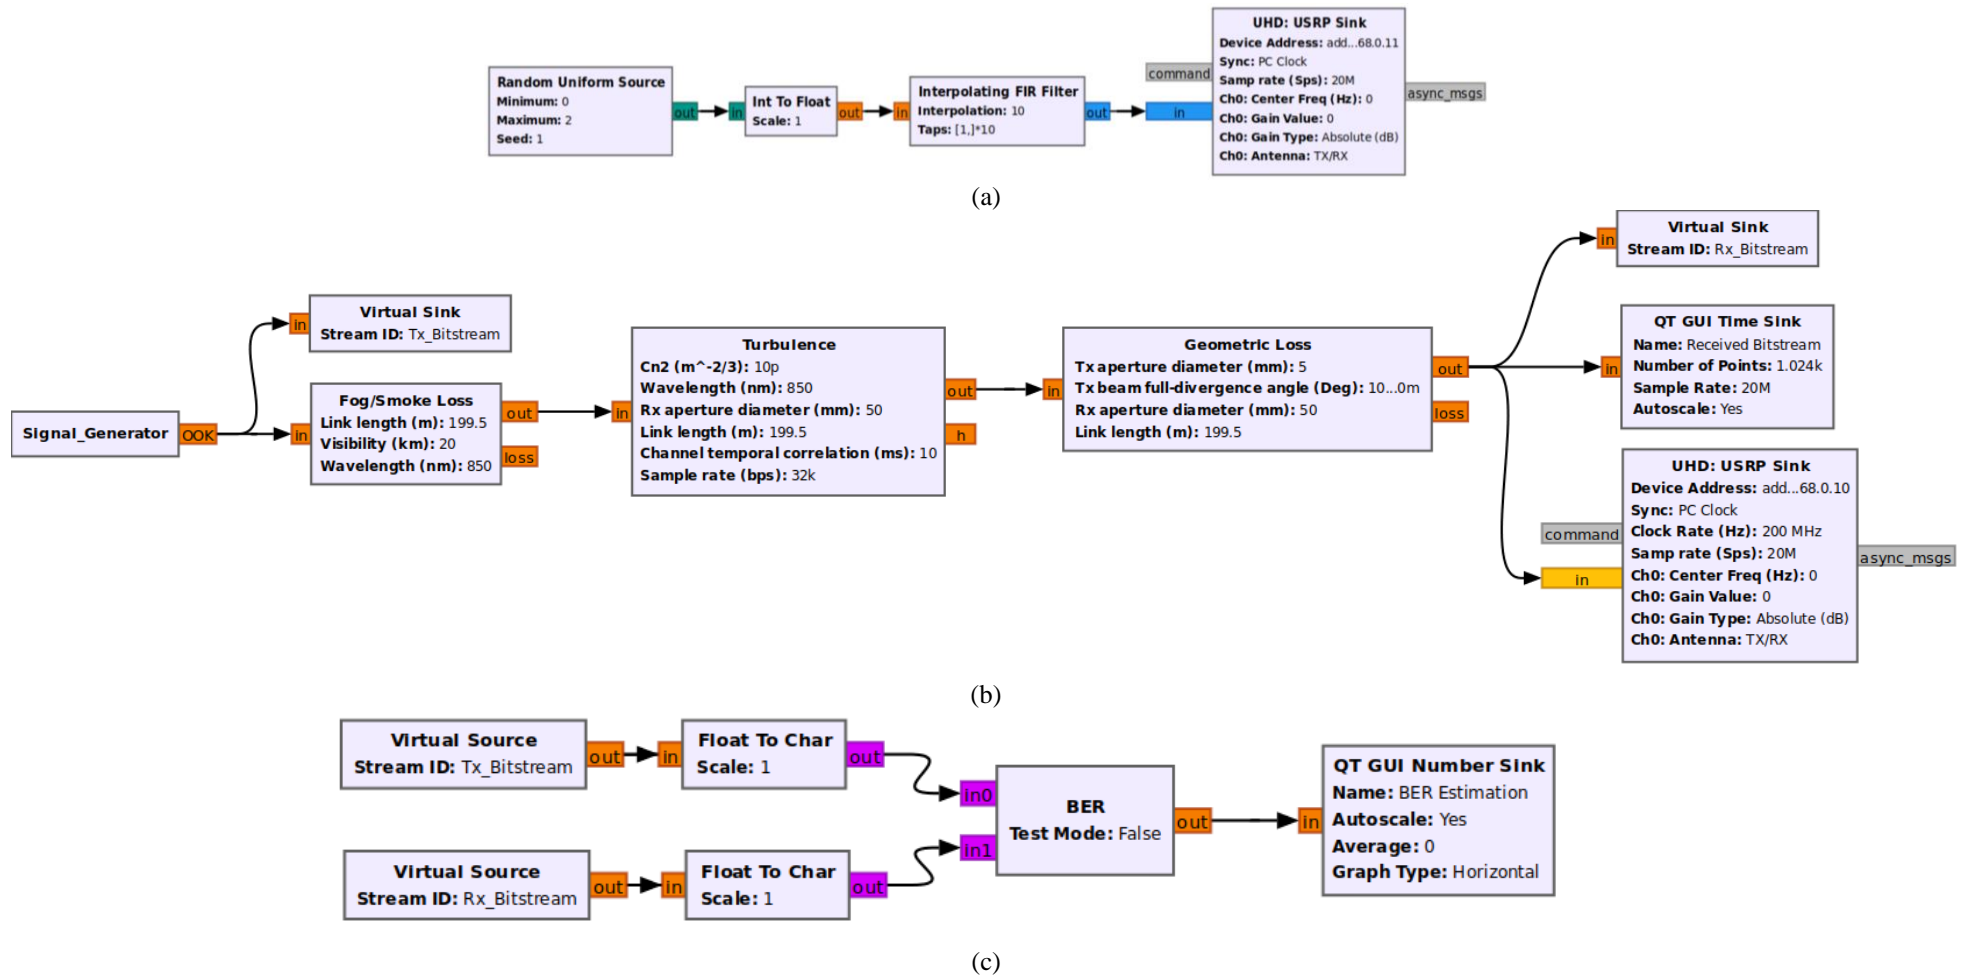 Random Uniform Source
Minimum: 0
Maximum: 2
Seed: 1
out
in
Int To Float
Scale: 1
out
in
Interpolating FIR Filter
Interpolation: 10
Taps: [1,]*10
out
command
in
UHD: USRP Sink
Device Address: add...68.0.11
Sync: PC Clock
Samp rate (Sps): 20M
Ch0: Center Freq (Hz): 0
Ch0: Gain Value: 0
Ch0: Gain Type: Absolute (dB)
Ch0: Antenna: TX/RX
async_msgs
(a)
Signal_Generator
OOK
in
Virtual Sink
Stream ID: Tx_Bitstream
in
Fog/Smoke Loss
Link length (m): 199.5
Visibility (km): 20
Wavelength (nm): 850
out
loss
in
Turbulence
Cn2 (m^-2/3): 10p
Wavelength (nm): 850
Rx aperture diameter (mm): 50
Link length (m): 199.5
Channel temporal correlation (ms): 10
Sample rate (bps): 32k
out
h
in
Geometric Loss
Tx aperture diameter (mm): 5
Tx beam full-divergence angle (Deg): 10...0m
Rx aperture diameter (mm): 50
Link length (m): 199.5
out
loss
in
Virtual Sink
Stream ID: Rx_Bitstream
in
QT GUI Time Sink
Name: Received Bitstream
Number of Points: 1.024k
Sample Rate: 20M
Autoscale: Yes
command
in
UHD: USRP Sink
Device Address: add...68.0.10
Sync: PC Clock
Clock Rate (Hz): 200 MHz
Samp rate (Sps): 20M
Ch0: Center Freq (Hz): 0
Ch0: Gain Value: 0
Ch0: Gain Type: Absolute (dB)
Ch0: Antenna: TX/RX
async_msgs
(b)
Virtual Source
Stream ID: Tx_Bitstream
out
in
Float To Char
Scale: 1
out
Virtual Source
Stream ID: Rx_Bitstream
out
in
Float To Char
Scale: 1
out
in0
in1
BER
Test Mode: False
out
in
QT GUI Number Sink
Name: BER Estimation
Autoscale: Yes
Average: 0
Graph Type: Horizontal
(c)